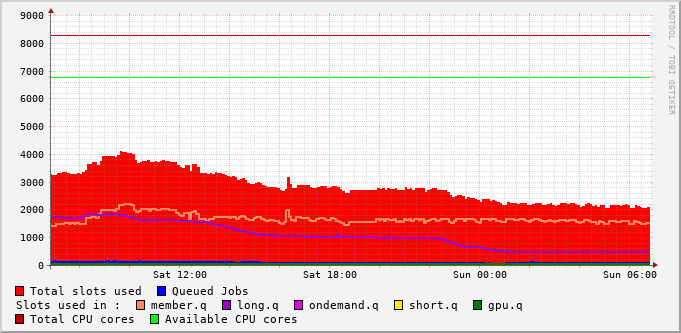 RRDTOOL / TOBI OETIKER
9000
8000
7000
6000
5000
4000
3000
2000
1000
0
Sat 12:00 Sat 18:00 Sun 00:00 Sun 06:00
Total slots used Queued Jobs
Slots used in : member.q long.q ondemand.q short.q gpu.q
Total CPU cores Available CPU cores